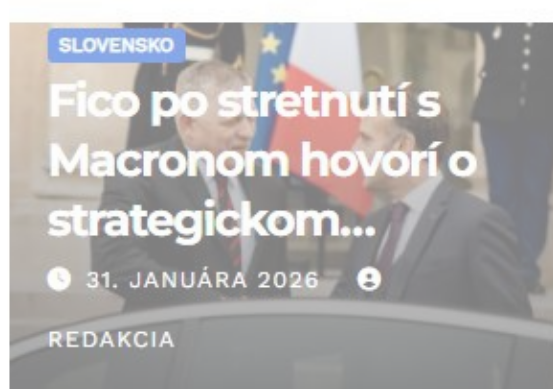 SLOVENSKO
Fico po stretnutí s
Macronom hovorí o
strategickom...
31. JANUÁRA 2026
REDAKCIA